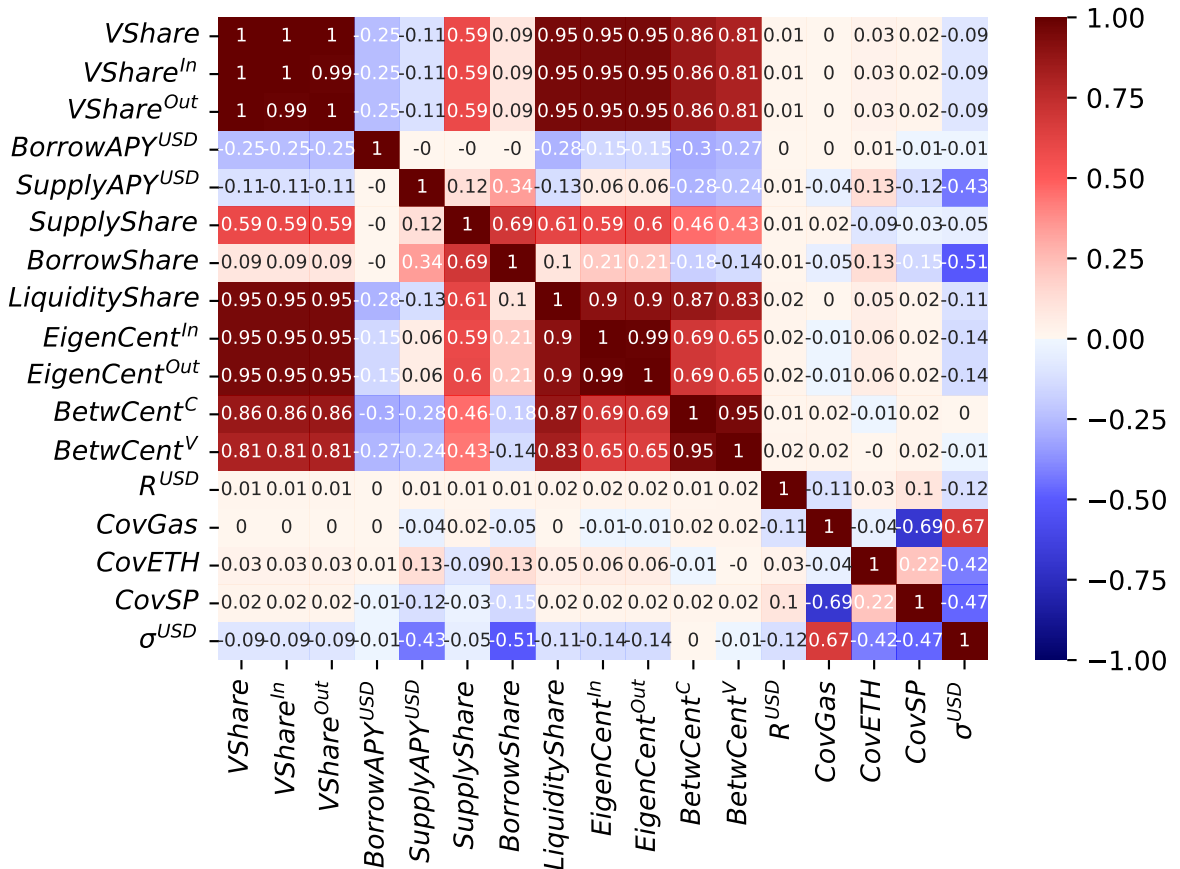 VShare 1 1 1 -0.25 -0.11 0.59 0.09 0.95 0.95 0.95 0.86 0.81 0.01 0 0.03 0.02 -0.09
VShare^In 1 1 0.99 -0.25 -0.11 0.59 0.09 0.95 0.95 0.95 0.86 0.81 0.01 0 0.03 0.02 -0.09
VShare^Out 1 0.99 1 -0.25 -0.11 0.59 0.09 0.95 0.95 0.95 0.86 0.81 0.01 0 0.03 0.02 -0.09
BorrowAPY^USD -0.25 -0.25 -0.25 1 -0 -0 -0 -0.28 -0.15 -0.15 -0.3 -0.27 0 0 0.01 -0.01 -0.01
SupplyAPY^USD -0.11 -0.11 -0.11 -0 1 0.12 0.34 -0.13 0.06 0.06 -0.28 -0.24 0.01 -0.04 0.13 -0.12 -0.43
SupplyShare 0.59 0.59 0.59 -0 0.12 1 0.69 0.61 0.59 0.6 0.46 0.43 0.01 0.02 -0.09 -0.03 -0.05
BorrowShare 0.09 0.09 0.09 -0 0.34 0.69 1 0.1 0.21 0.21 -0.18 -0.14 0.01 -0.05 0.13 -0.15 -0.51
LiquidityShare 0.95 0.95 0.95 -0.28 -0.13 0.61 0.1 1 0.9 0.9 0.87 0.83 0.02 0 0.05 0.02 -0.11
EigenCent^In 0.95 0.95 0.95 -0.15 0.06 0.59 0.21 0.9 1 0.99 0.69 0.65 0.02 -0.01 0.06 0.02 -0.14
EigenCent^Out 0.95 0.95 0.95 -0.15 0.06 0.6 0.21 0.9 0.99 1 0.69 0.65 0.02 -0.01 0.06 0.02 -0.14
BetwCent^C 0.86 0.86 0.86 -0.3 -0.28 0.46 -0.18 0.87 0.69 0.69 1 0.95 0.01 0.02 -0.01 0.02 0
BetwCent^V 0.81 0.81 0.81 -0.27 -0.24 0.43 -0.14 0.83 0.65 0.65 0.95 1 0.02 0.02 -0 0.02 -0.01
R^USD 0.01 0.01 0.01 0 0.01 0.01 0.01 0.02 0.02 0.02 0.01 0.02 1 -0.11 0.03 0.1 -0.12
CovGas 0 0 0 0 -0.04 0.02 -0.05 0 -0.01 -0.01 0.02 0.02 -0.11 1 -0.04 -0.69 0.67
CovETH 0.03 0.03 0.03 0.01 0.13 -0.09 0.13 0.05 0.06 0.06 -0.01 -0 0.03 -0.04 1 0.22 -0.42
CovSP 0.02 0.02 0.02 -0.01 -0.12 -0.03 -0.15 0.02 0.02 0.02 0.02 0.02 0.1 -0.69 0.22 1 -0.47
σ^USD -0.09 -0.09 -0.09 -0.01 -0.43 -0.05 -0.51 -0.11 -0.14 -0.14 0 -0.01 -0.12 0.67 -0.42 -0.47 1
VShare
VShare^In
VShare^Out
BorrowAPY^USD
SupplyAPY^USD
SupplyShare
BorrowShare
LiquidityShare
EigenCent^In
EigenCent^Out
BetwCent^C
BetwCent^V
R^USD
CovGas
CovETH
CovSP
σ^USD
1.00
0.75
0.50
0.25
0.00
−0.25
−0.50
−0.75
−1.00